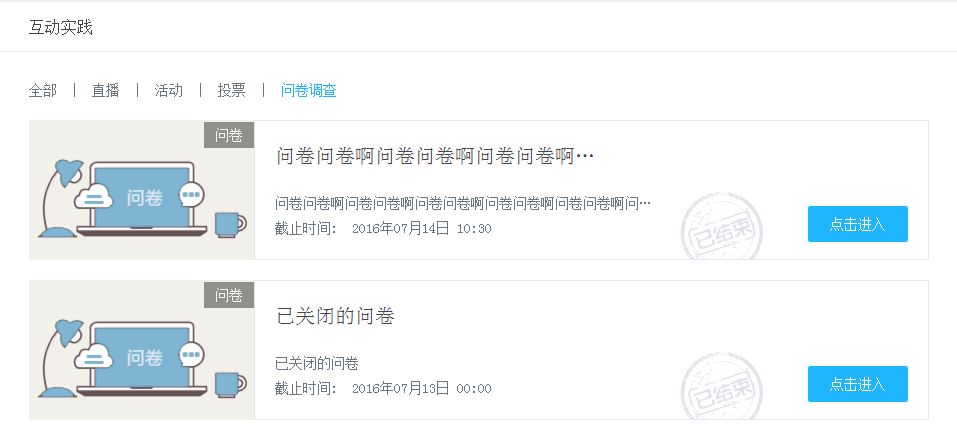 互动实践
全部 | 直播 | 活动 | 投票 | 问卷调查
问卷
问卷
问卷问卷啊问卷问卷啊问卷问卷啊…
问卷问卷啊问卷问卷啊问卷问卷啊问卷问卷啊问卷问卷啊问…
截止时间: 2016年07月14日 10:30
已结束
点击进入
问卷
问卷
已关闭的问卷
已关闭的问卷
截止时间: 2016年07月13日 00:00
已结束
点击进入